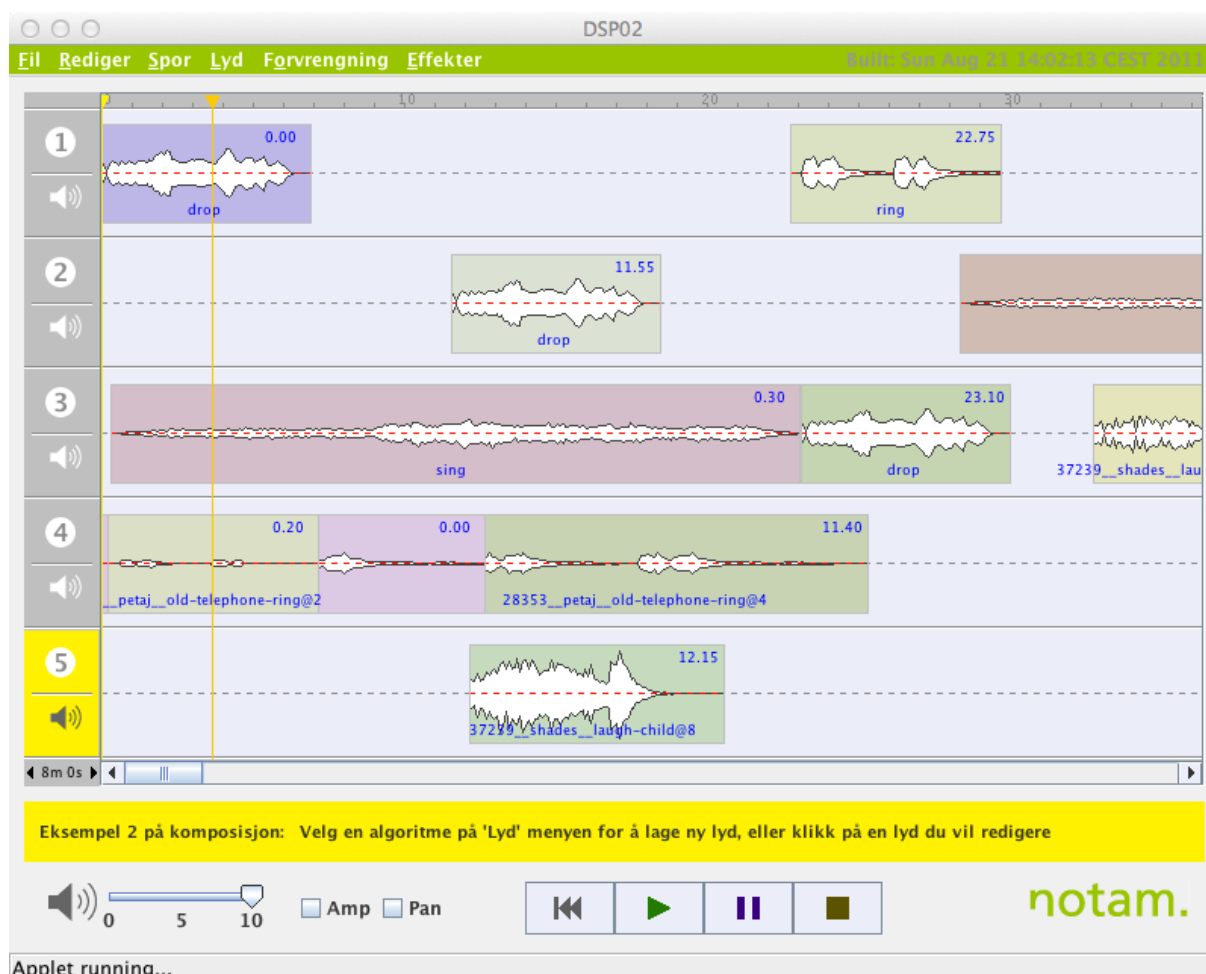 DSP02
Fil Rediger Spor Lyd Forvrengning Effekter Built: Sun Aug 21 14:02:13 CEST 2011
0 10 20 30
1 0.00 22.75
drop ring
2 11.55
drop
3 0.30 23.10
sing drop 37239__shades__lau
4 0.20 0.00 11.40
__petaj__old-telephone-ring@2 28353__petaj__old-telephone-ring@4
5 12.15
37239__shades__laugh-child@8
8m 0s
Eksempel 2 på komposisjon: Velg en algoritme på 'Lyd' menyen for å lage ny lyd, eller klikk på en lyd du vil redigere
0 5 10 Amp Pan notam.
Applet running...